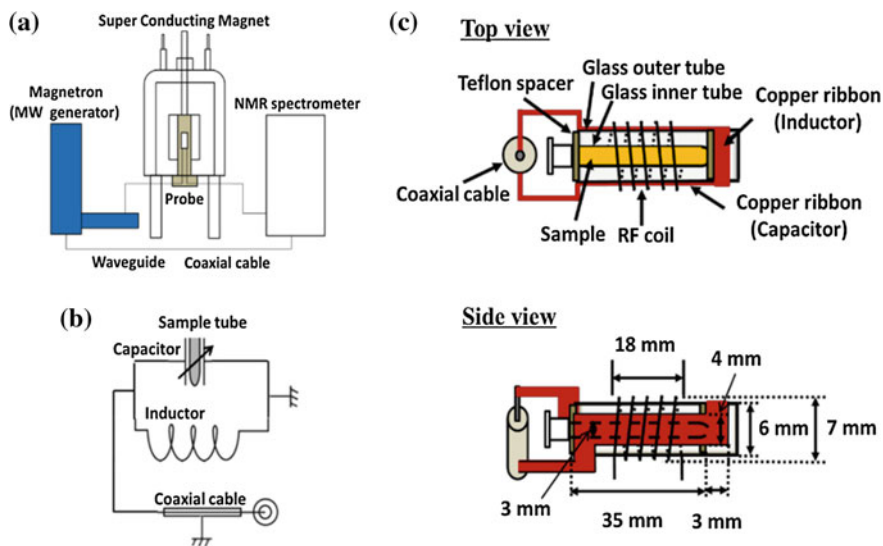 (a)
Super Conducting Magnet
Magnetron
(MW generator)
NMR spectrometer
Probe
Waveguide
Coaxial cable
(b)
Sample tube
Capacitor
Inductor
Coaxial cable
(c)
Top view
Glass outer tube
Teflon spacer
Glass inner tube
Copper ribbon
(Inductor)
Coaxial cable
Sample
RF coil
Copper ribbon
(Capacitor)
Side view
18 mm
4 mm
6 mm
7 mm
3 mm
35 mm
3 mm